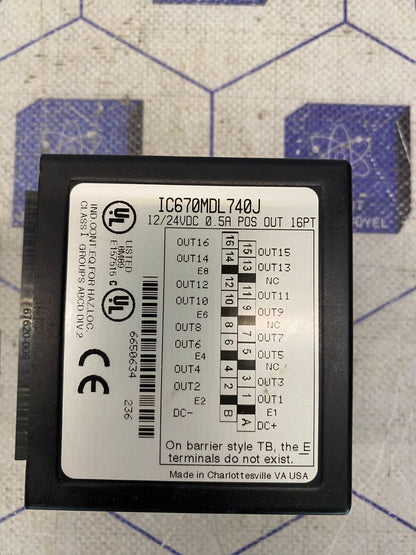 IC670MDL740J
12/24VDC 0.5A POS OUT 16PT
OUT16 16 15 OUT15
OUT14 14 13 OUT13
E8 NC
OUT12 12 11 OUT11
OUT10 10 9 OUT9
E6 NC
OUT8 8 7 OUT7
OUT6 6 5 OUT5
E4 NC
OUT4 4 3 OUT3
OUT2 2 1 OUT1
E2 E1
DC- B A DC+
On barrier style TB, the E
terminals do not exist.
Made in Charlottesville VA USA
UL
LISTED
8M89
E157515
C UL
IND.CONT.EQ.FOR HAZ.LOC.
CLASS I GROUPS ABCD DIV.2
CE
6650634 236